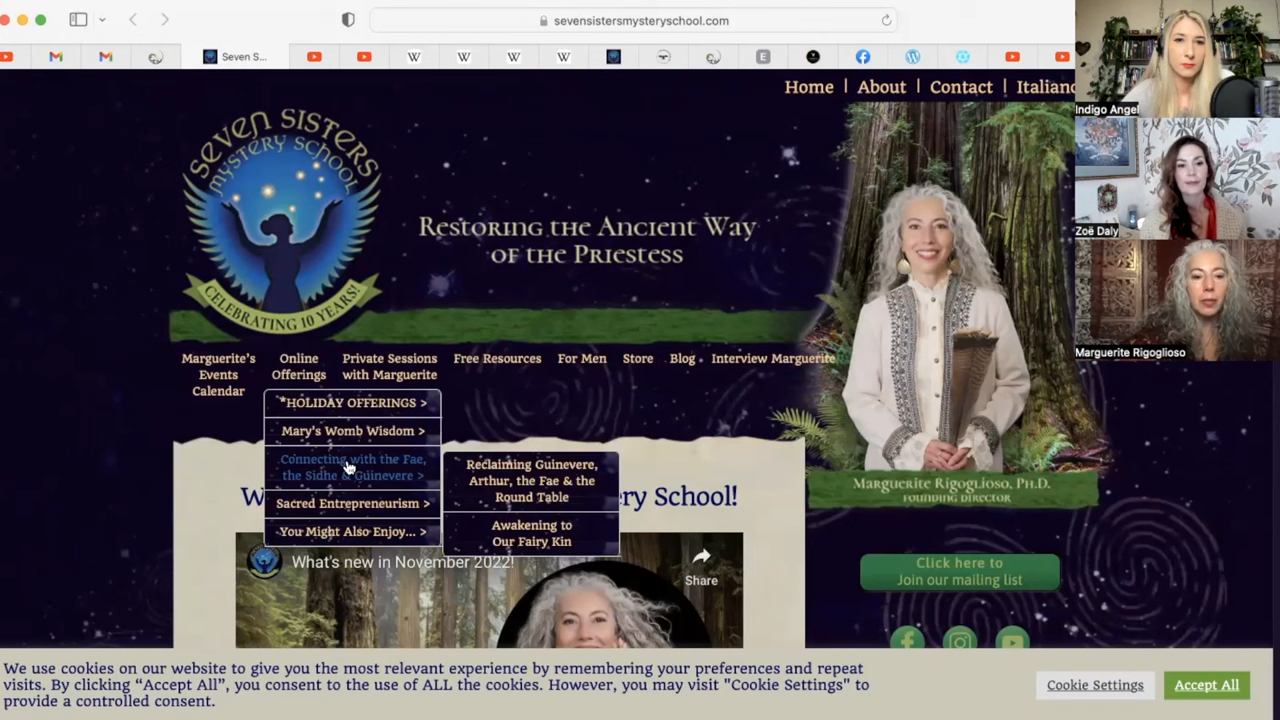 sevensistersmysteryschool.com
Seven S...
Home | About | Contact | Italiano
Indigo Angel
SEVEN SISTERS
MYSTERY SCHOOL
CELEBRATING 10 YEARS!
Restoring the Ancient Way
of the Priestess
Zoë Daly
Marguerite Rigoglioso
Marguerite's
Events
Calendar
Online
Offerings
Private Sessions
with Marguerite
Free Resources
For Men
Store
Blog
Interview Marguerite
*HOLIDAY OFFERINGS >
Mary's Womb Wisdom >
Connecting with the Fae,
the Sidhe & Guinevere >
Sacred Entrepreneurism >
You Might Also Enjoy... >
Reclaiming Guinevere,
Arthur, the Fae & the
Round Table
Awakening to
Our Fairy Kin
W
ery School!
Marguerite Rigoglioso, Ph.D.
Founding Director
What's new in November 2022!
Share
Click here to
Join our mailing list
We use cookies on our website to give you the most relevant experience by remembering your preferences and repeat
visits. By clicking “Accept All”, you consent to the use of ALL the cookies. However, you may visit "Cookie Settings" to
provide a controlled consent.
Cookie Settings
Accept All